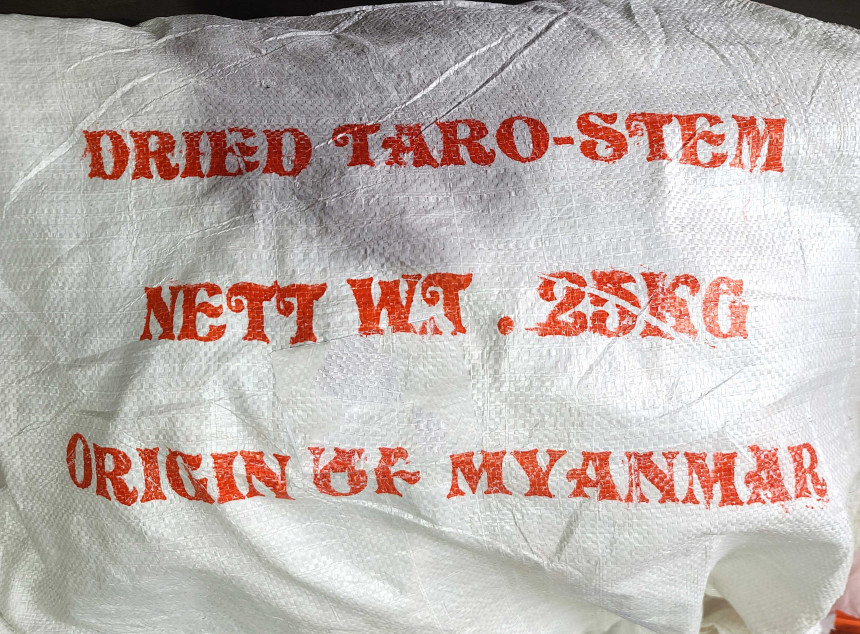 DRIED TARO-STEM
NETT WT . 25KG
ORIGIN OF MYANMAR